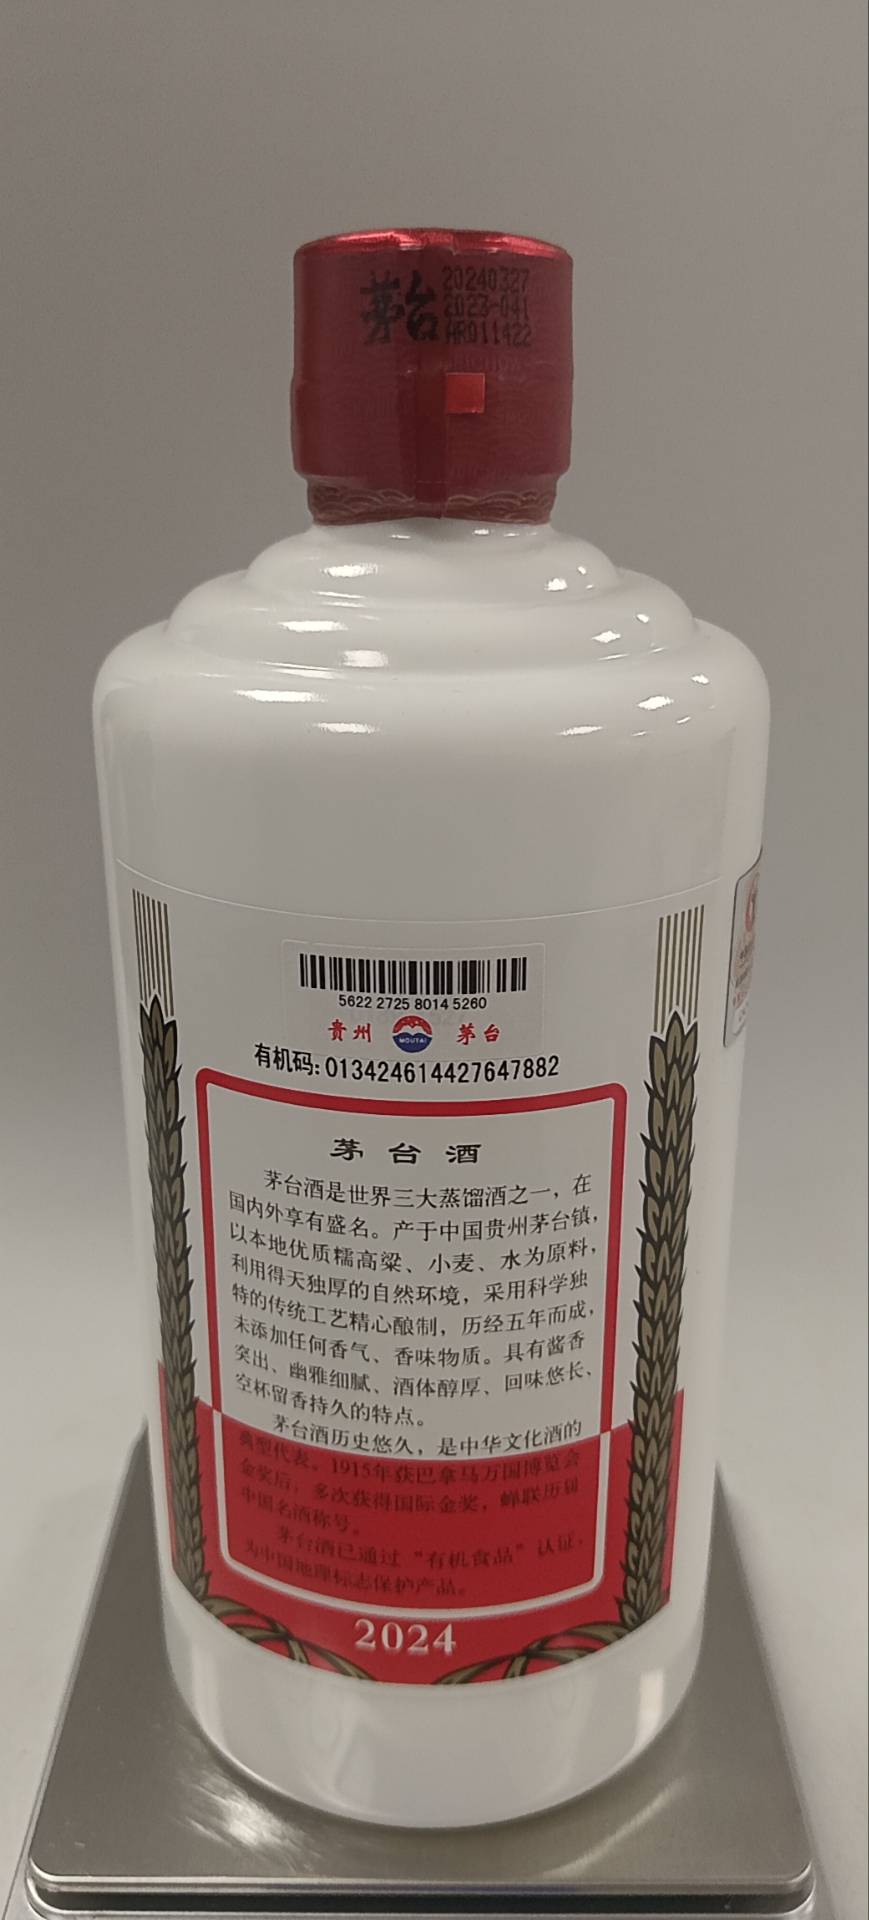 茅台
20240327
2023-041
AR011422
5622 2725 8014 5260
贵州 MOUTAI 茅台
有机码:013424614427647882
茅台酒
茅台酒是世界三大蒸馏酒之一，在
国内外享有盛名。产于中国贵州茅台镇，
以本地优质糯高粱、小麦、水为原料，
利用得天独厚的自然环境，采用科学独
特的传统工艺精心酿制，历经五年而成，
未添加任何香气、香味物质。具有酱香
突出、幽雅细腻、酒体醇厚、回味悠长、
空杯留香持久的特点。
茅台酒历史悠久，是中华文化酒的
典型代表。1915年获巴拿马万国博览会
金奖后，多次获得国际金奖，蝉联历届
中国名酒称号。
茅台酒已通过“有机食品”认证，
为中国地理标志保护产品。
2024